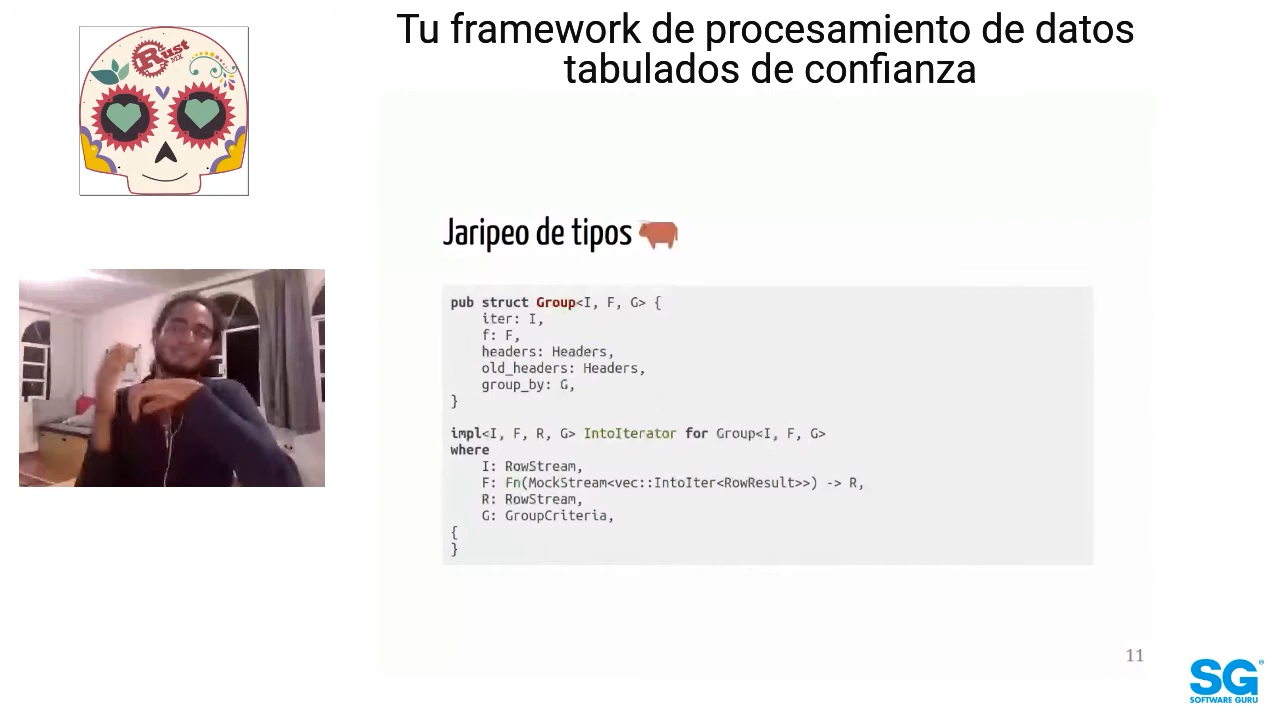 Tu framework de procesamiento de datos
tabulados de confianza
Rust
MX
Jaripeo de tipos
pub struct Group<I, F, G> {
    iter: I,
    f: F,
    headers: Headers,
    old_headers: Headers,
    group_by: G,
}
impl<I, F, R, G> IntoIterator for Group<I, F, G>
where
    I: RowStream,
    F: Fn(MockStream<vec::IntoIter<RowResult>>) -> R,
    R: RowStream,
    G: GroupCriteria,
{
}
11
SG
SOFTWARE GURU